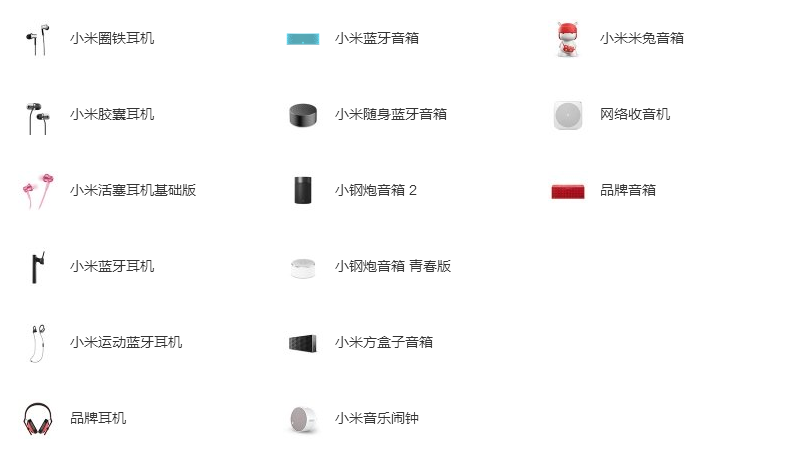 小米圈铁耳机
小米胶囊耳机
小米活塞耳机基础版
小米蓝牙耳机
小米运动蓝牙耳机
品牌耳机
小米蓝牙音箱
小米随身蓝牙音箱
小钢炮音箱 2
小钢炮音箱 青春版
小米方盒子音箱
小米音乐闹钟
小米米兔音箱
网络收音机
品牌音箱